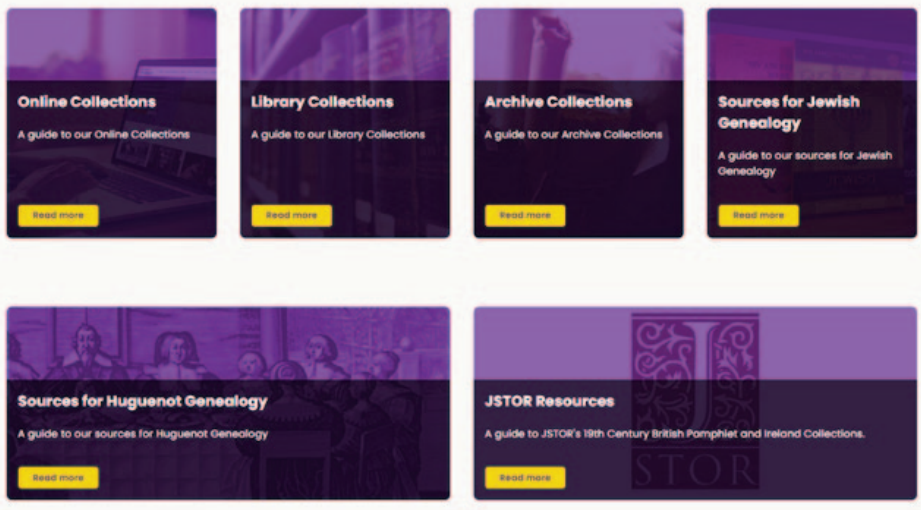 Online Collections
A guide to our Online Collections
Read more
Library Collections
A guide to our Library Collections
Read more
Archive Collections
A guide to our Archive Collections
Read more
Sources for Jewish
Genealogy
A guide to our sources for Jewish
Genealogy
Read more
Sources for Huguenot Genealogy
A guide to our sources for Huguenot Genealogy
Read more
J
STOR
JSTOR Resources
A guide to JSTOR's 19th Century British Pamphlet and Ireland Collections.
Read more